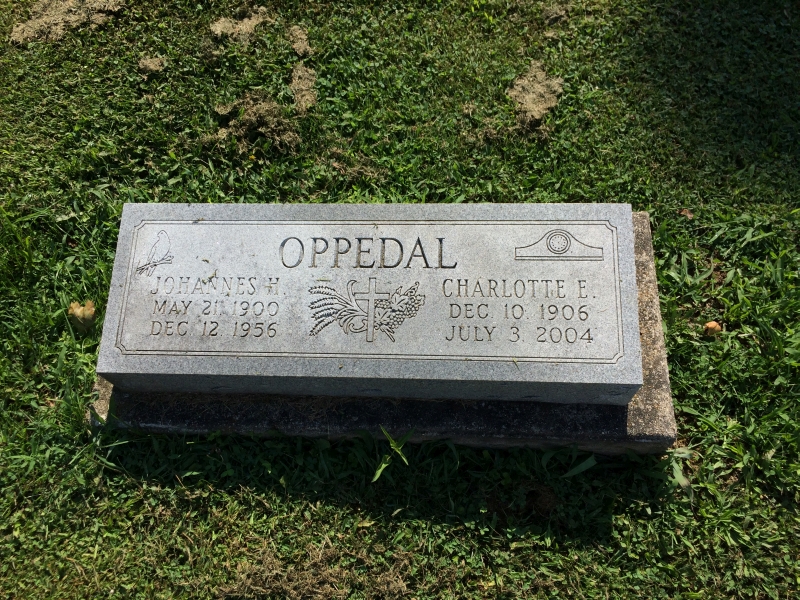 OPPEDAL
JOHANNES H
MAY 21 1900
DEC 12 1956
CHARLOTTE E.
DEC. 10, 1906
JULY 3, 2004